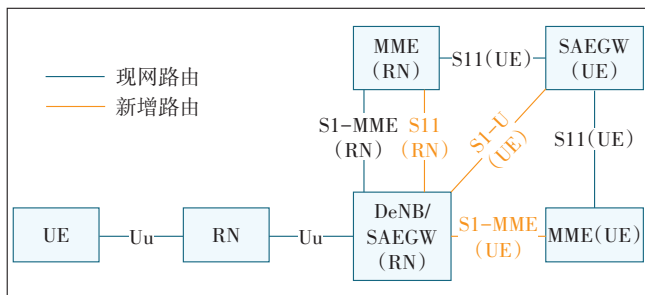 现网路由
新增路由
MME
(RN)
S11(UE)
SAEGW
(UE)
S1-MME
(RN)
S11
(RN)
S1-U
(UE)
S11(UE)
UE
Uu
RN
Uu
DeNB/
SAEGW
(RN)
S1-MME
(UE)
MME(UE)